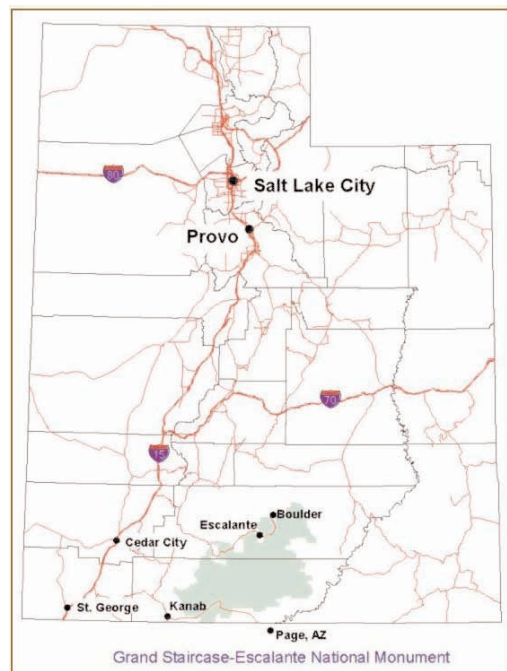 80
Salt Lake City
Provo
70
15
Boulder
Escalante
Cedar City
St. George
Kanab
Page, AZ
Grand Staircase-Escalante National Monument